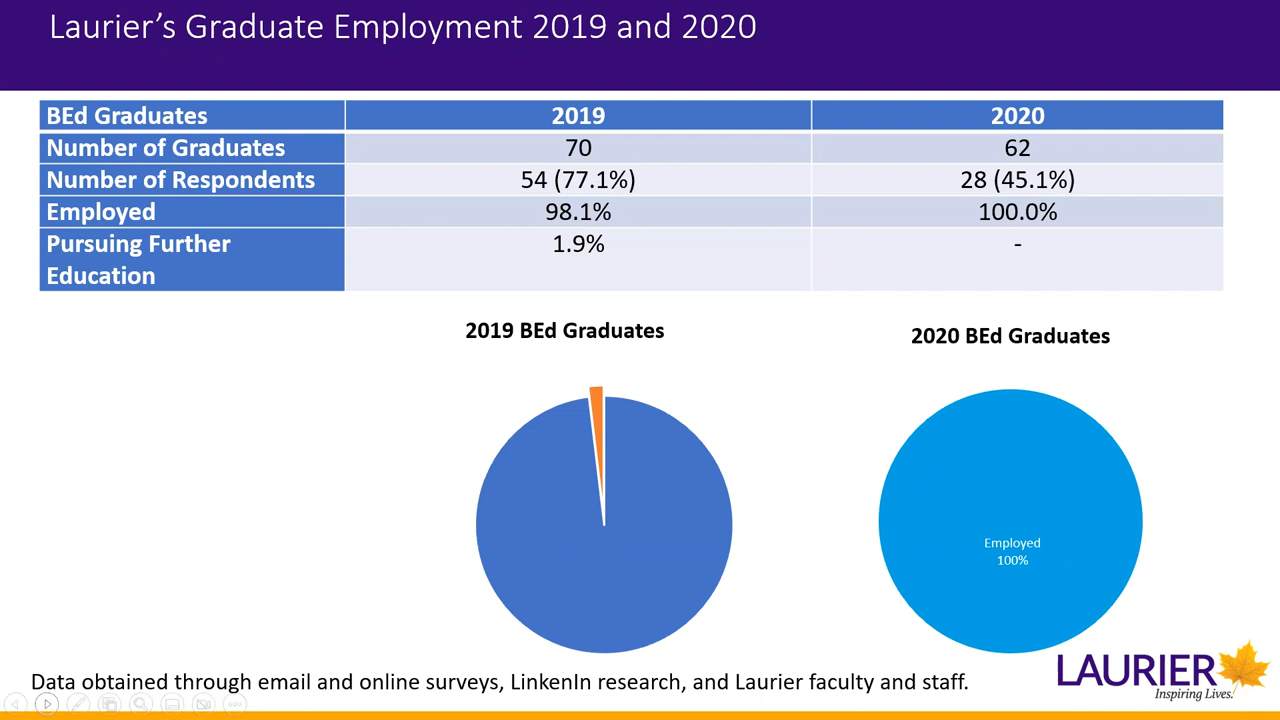 Laurier’s Graduate Employment 2019 and 2020
BEd Graduates 2019 2020
Number of Graduates 70 62
Number of Respondents 54 (77.1%) 28 (45.1%)
Employed 98.1% 100.0%
Pursuing Further 1.9% -
Education
2019 BEd Graduates
2020 BEd Graduates
Employed
100%
Data obtained through email and online surveys, LinkenIn research, and Laurier faculty and staff.
LAURIER
Inspiring Lives.